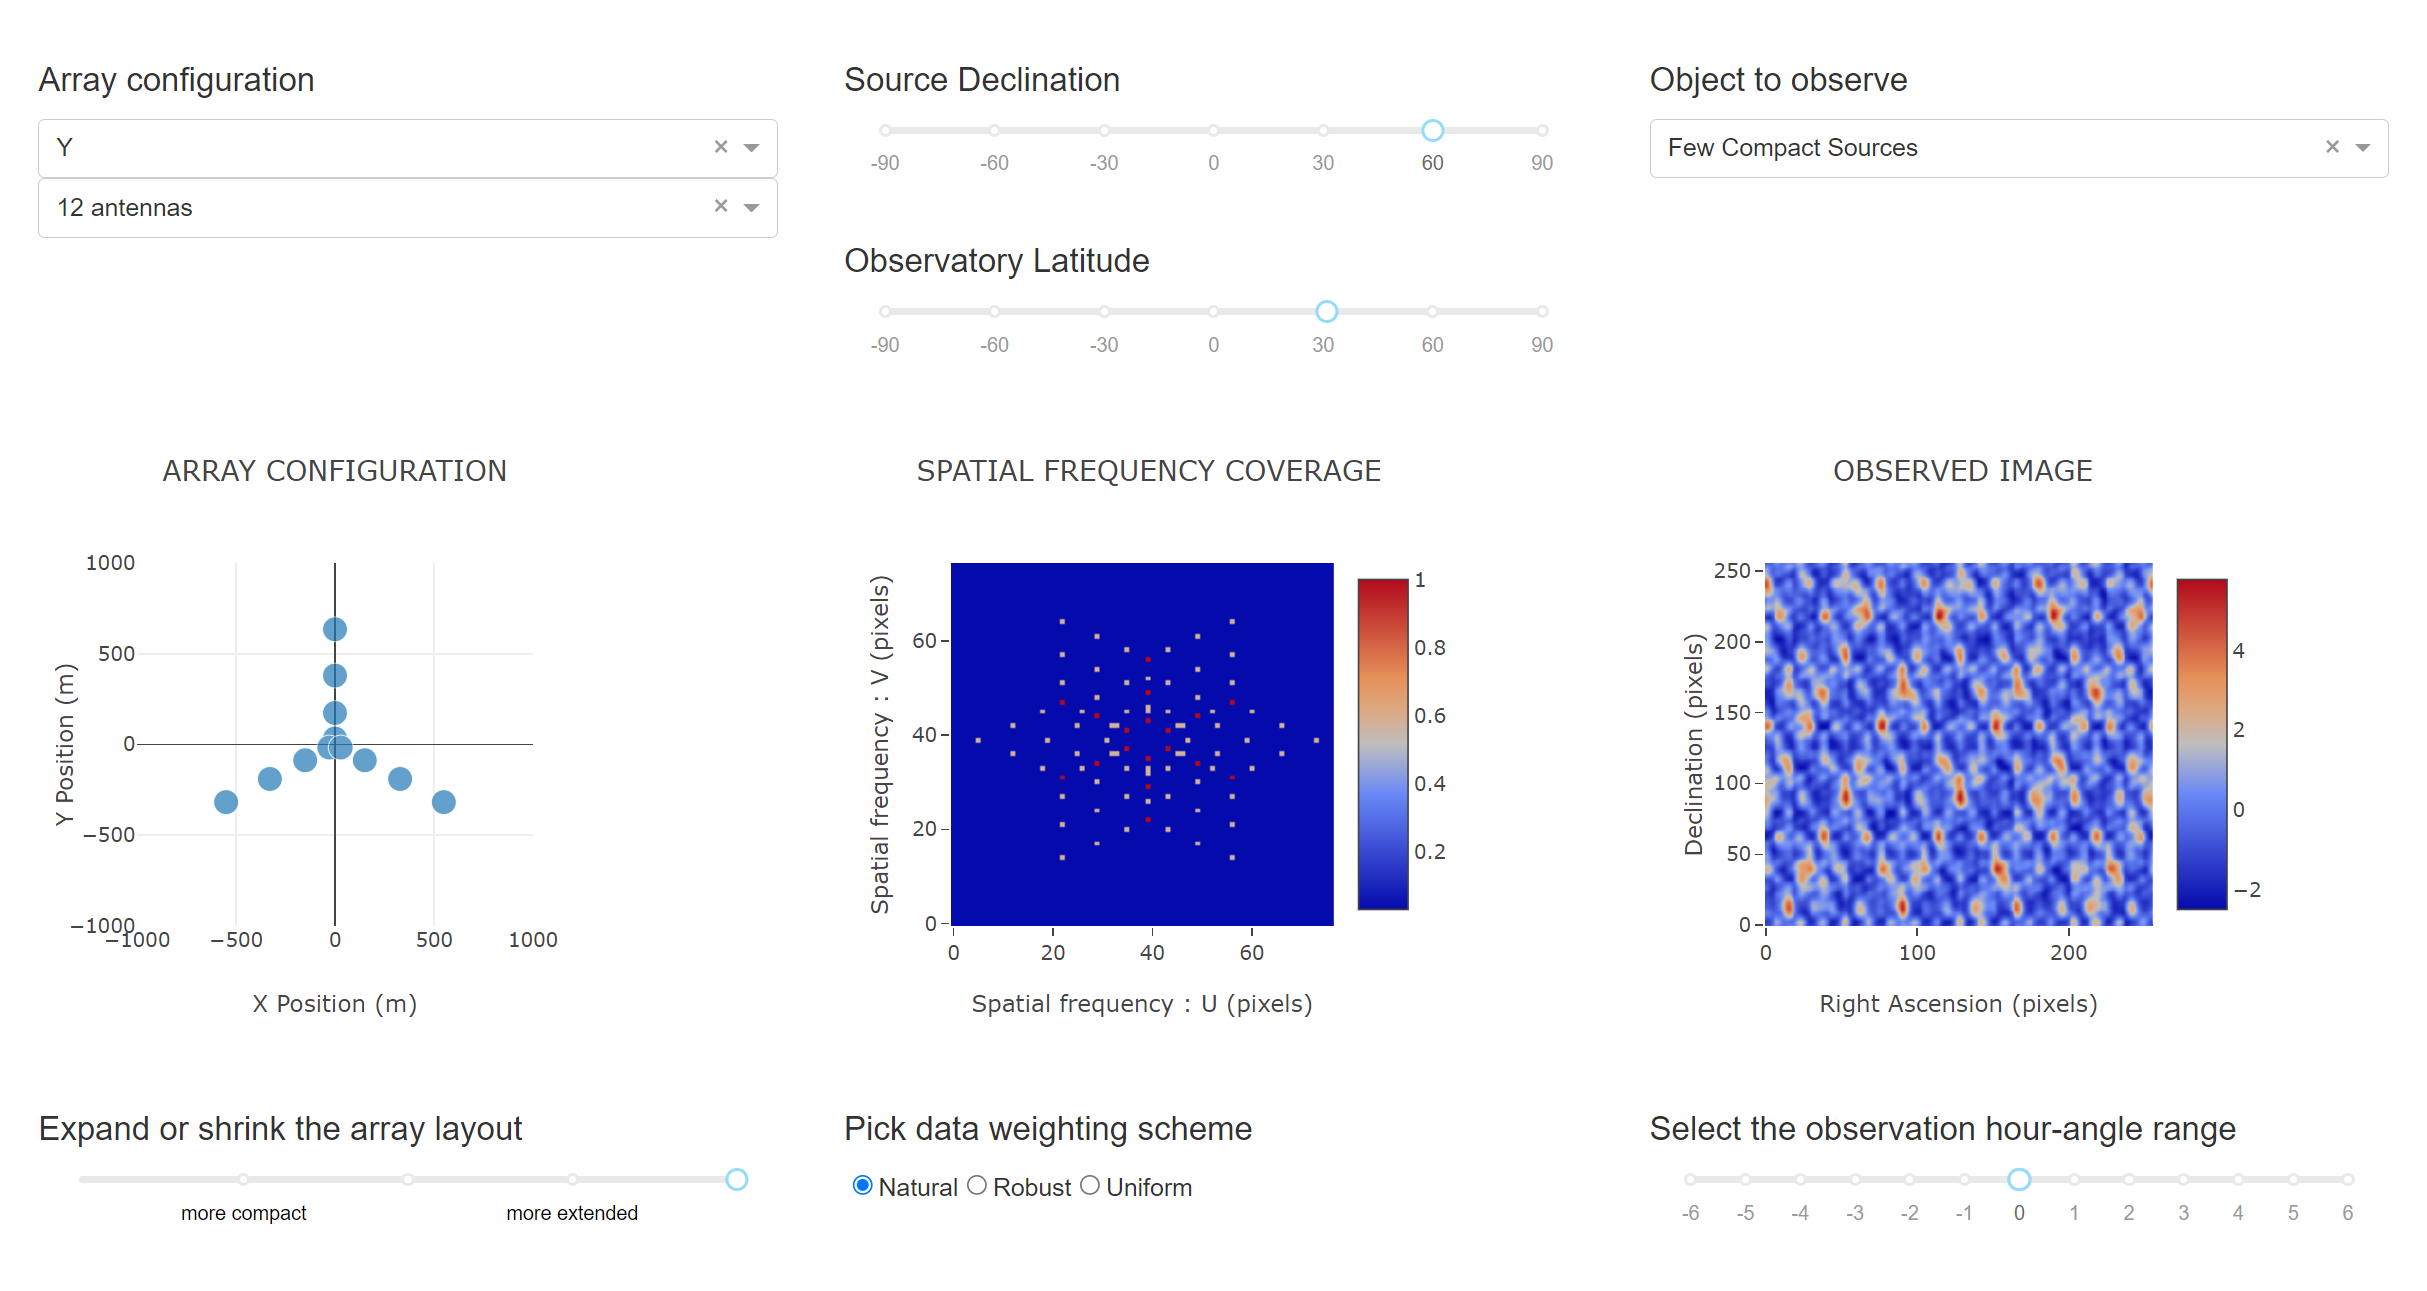 Array configuration
Y
12 antennas
Source Declination
-90 -60 -30 0 30 60 90
Observatory Latitude
-90 -60 -30 0 30 60 90
Object to observe
Few Compact Sources
ARRAY CONFIGURATION
1000
500
0
−500
−1000
Y Position (m)
−1000 −500 0 500 1000
X Position (m)
SPATIAL FREQUENCY COVERAGE
60
40
20
0
Spatial frequency : V (pixels)
0 20 40 60
Spatial frequency : U (pixels)
1
0.8
0.6
0.4
0.2
OBSERVED IMAGE
250
200
150
100
50
0
Declination (pixels)
0 100 200
Right Ascension (pixels)
4
2
0
−2
Expand or shrink the array layout
more compact more extended
Pick data weighting scheme
Natural Robust Uniform
Select the observation hour-angle range
-6 -5 -4 -3 -2 -1 0 1 2 3 4 5 6